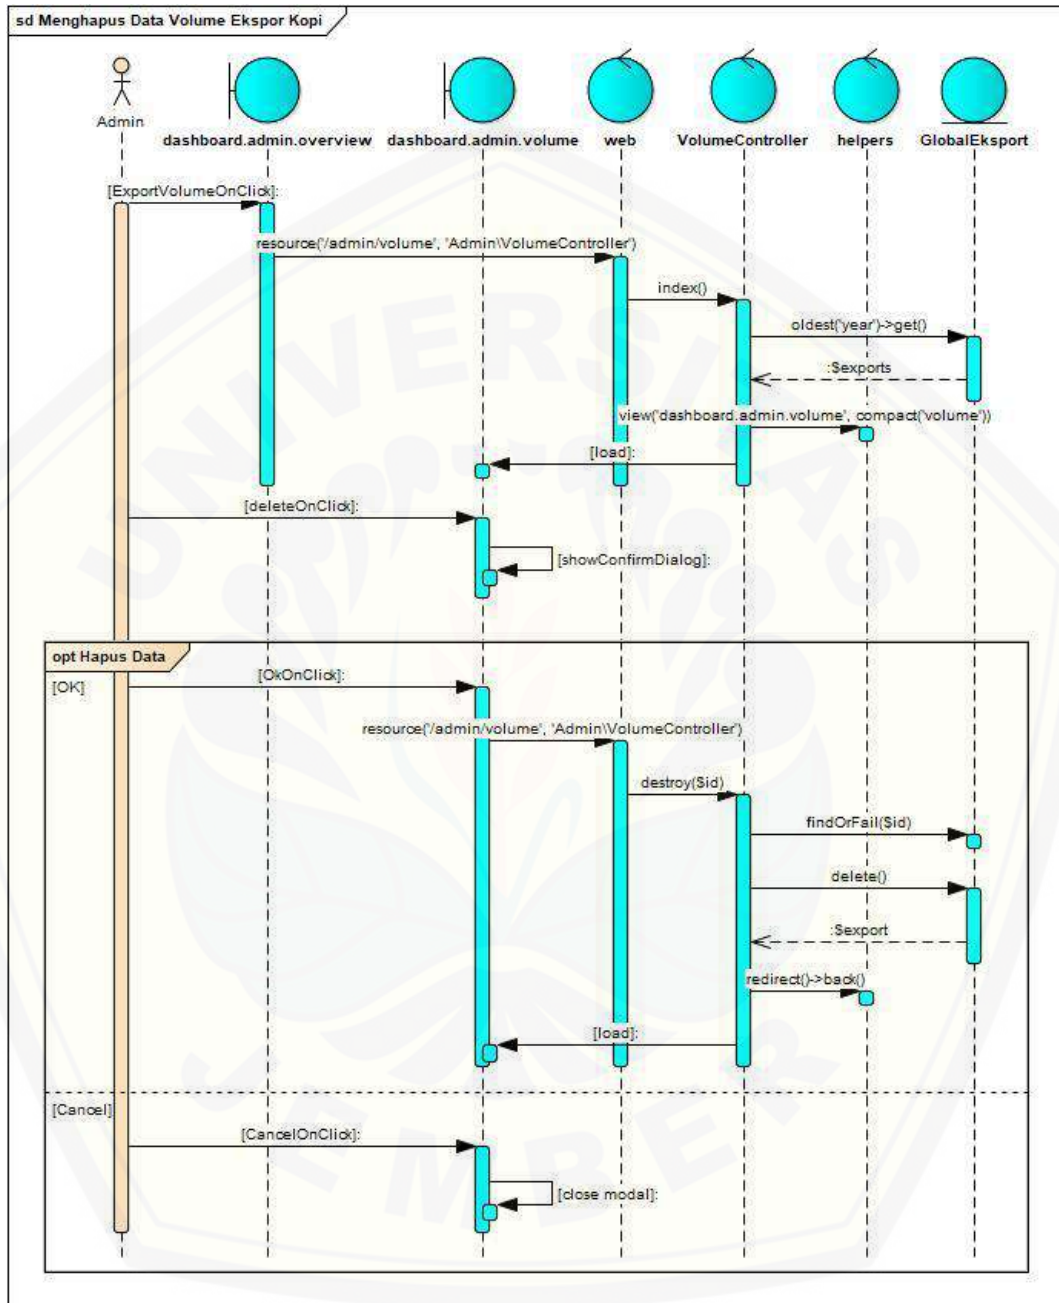 sd Menghapus Data Volume Ekspor Kopi
Admin
dashboard.admin.overview
dashboard.admin.volume
web
VolumeController
helpers
GlobalEksport
[ExportVolumeOnClick]:
resource('/admin/volume', 'Admin\VolumeController')
index()
oldest('year')->get()
:$exports
view('dashboard.admin.volume', compact('volume'))
[load]:
[deleteOnClick]:
[showConfirmDialog]:
opt Hapus Data
[OK]
[OkOnClick]:
resource('/admin/volume', 'Admin\VolumeController')
destroy($id)
findOrFail($id)
delete()
:$export
redirect()->back()
[load]:
[Cancel]
[CancelOnClick]:
[close modal]:
UNIVERSITAS
JEMBER